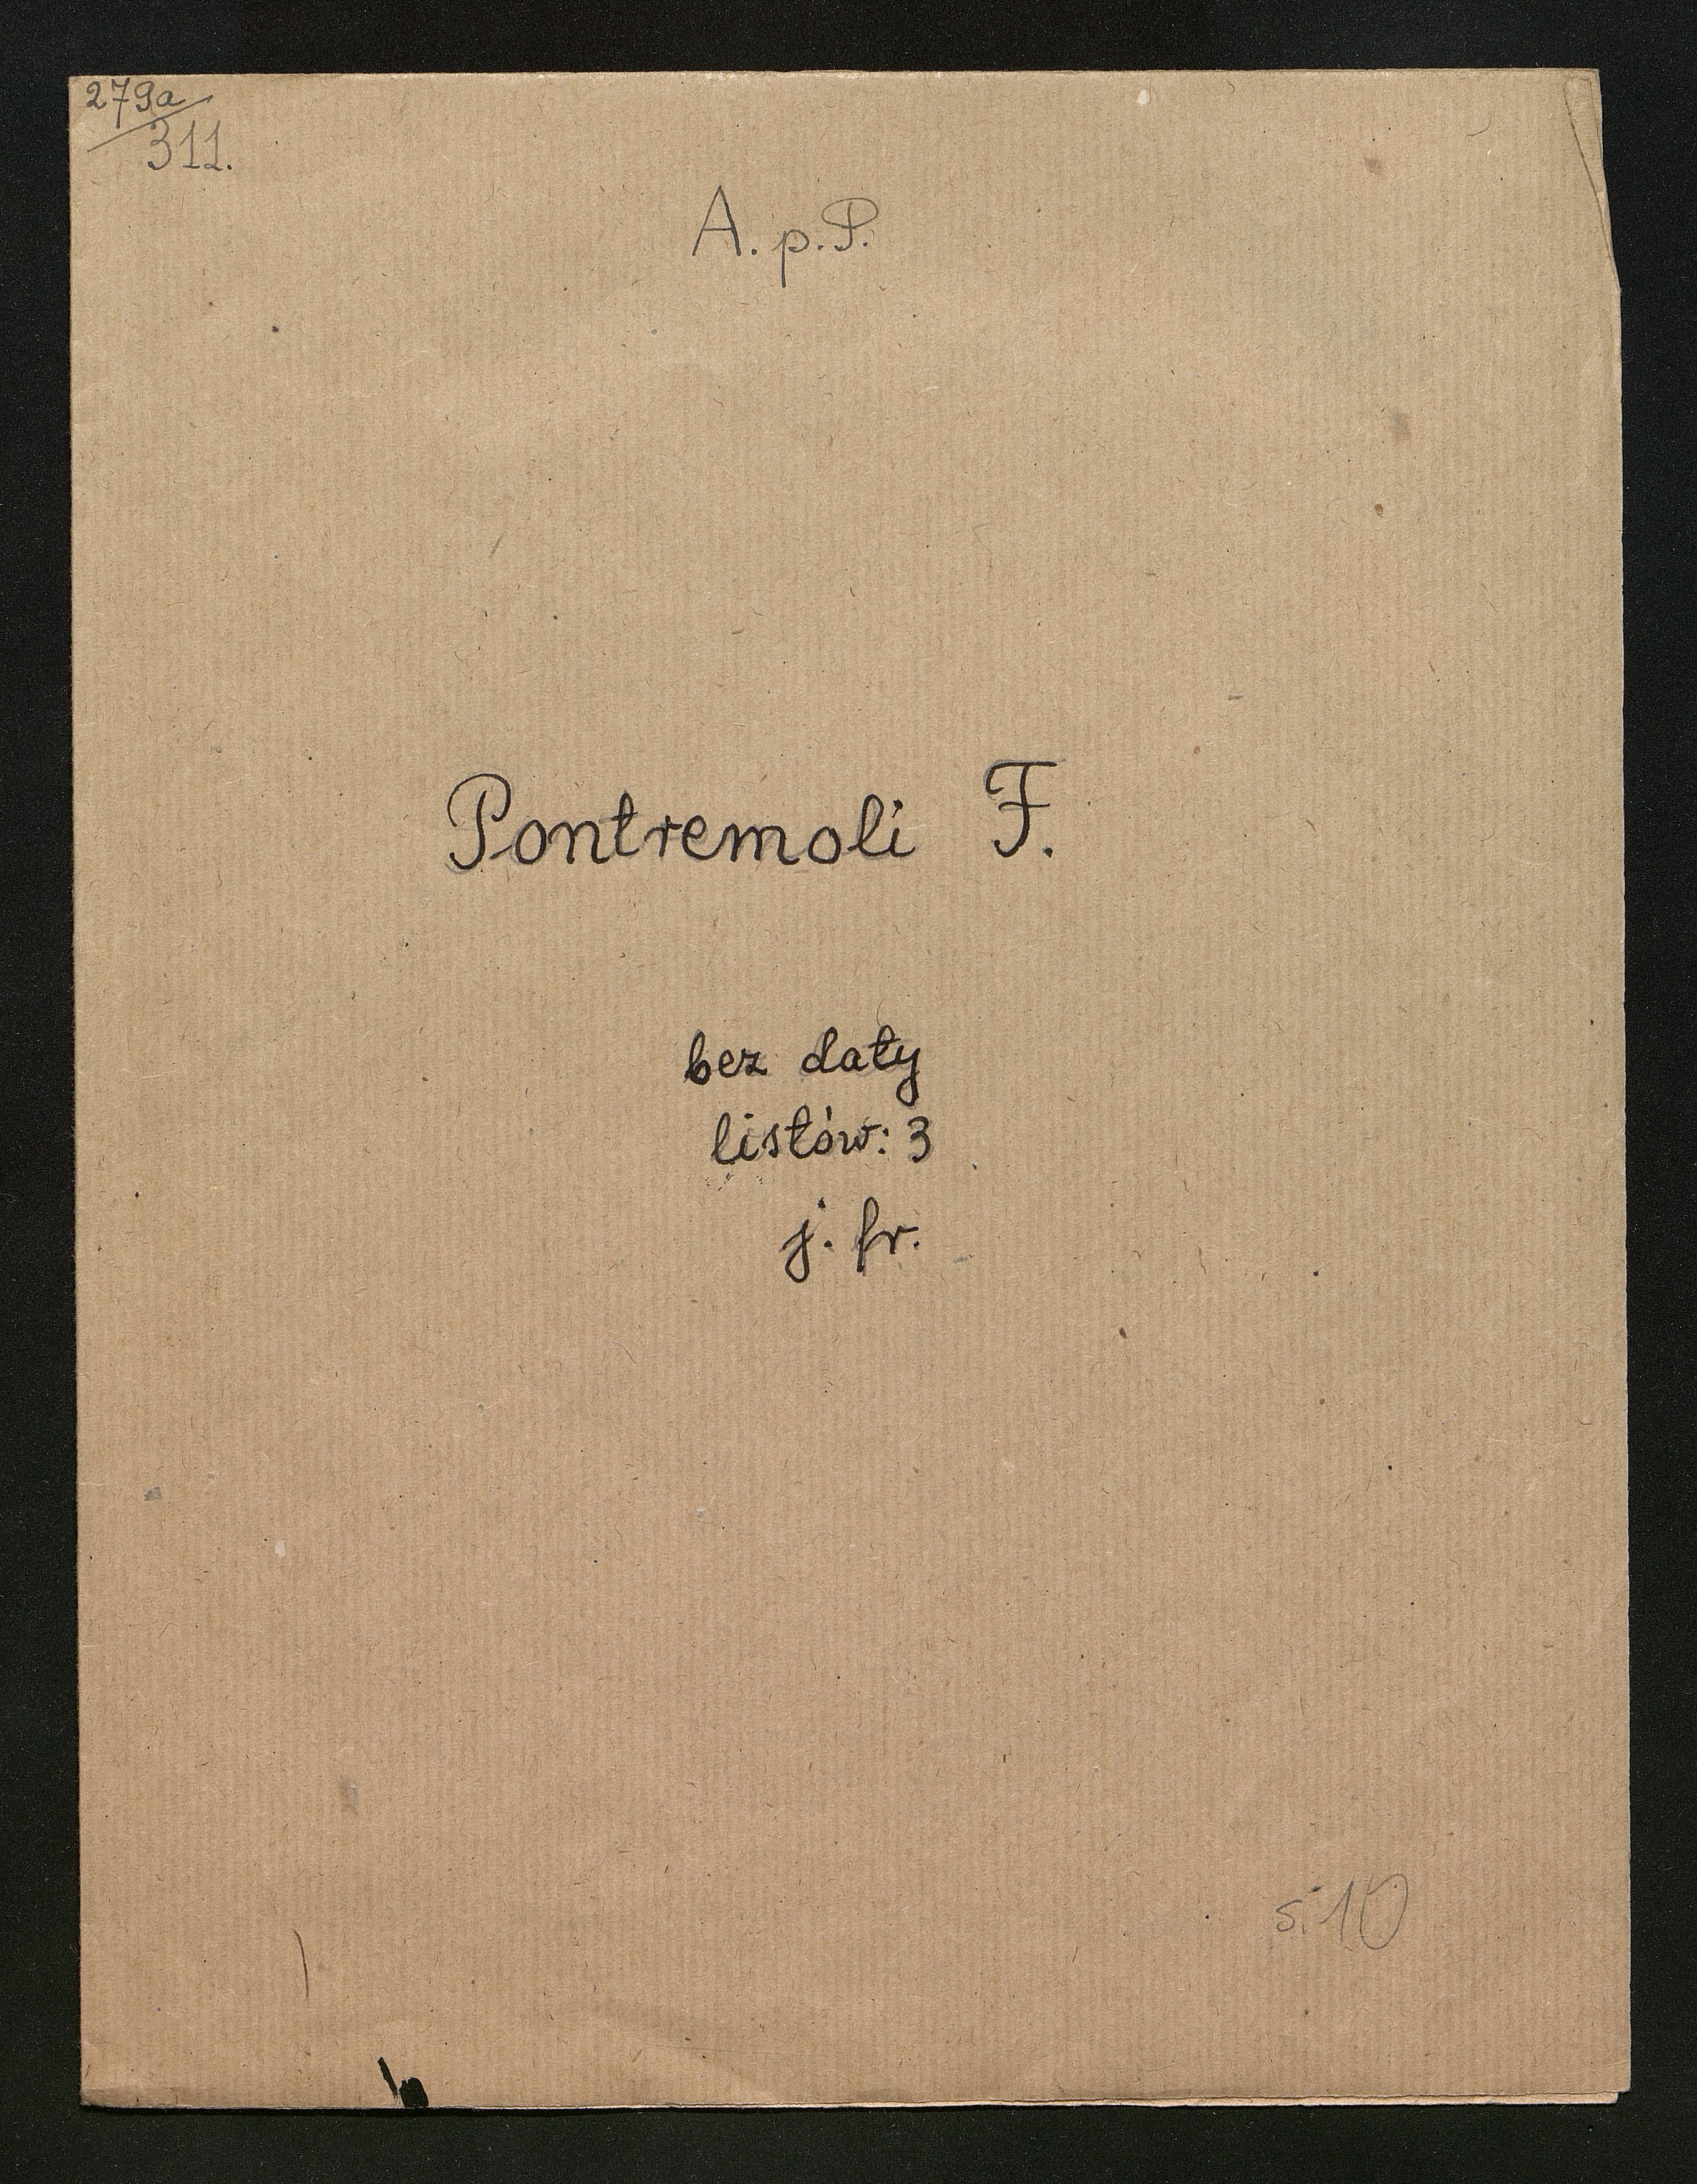 279a
311.
A. p. P.
Pontremoli F.
bez daty
listów: 3
j. fr.
s. 10